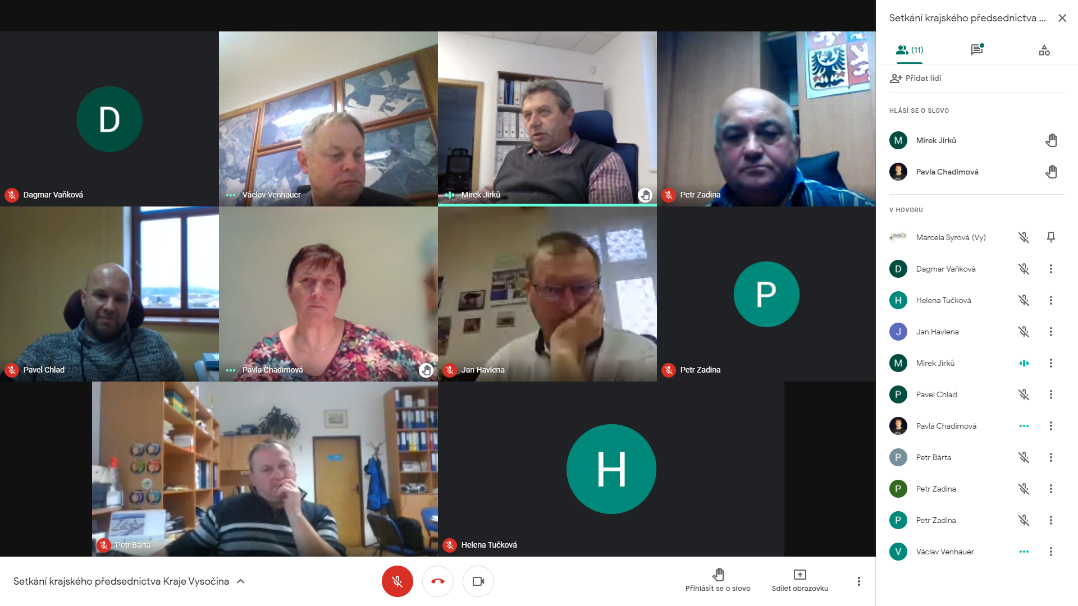 Setkání krajského předsednictva ...
(11)
Přidat lidi
HLÁSÍ SE O SLOVO
M Mirek Jirků
Pavla Chadimová
V HOVORU
Marcela Syrová (Vy)
D Dagmar Vaňková
H Helena Tučková
J Jan Havlena
M Mirek Jirků
P Pavel Chlad
Pavla Chadimová
P Petr Bárta
P Petr Zadina
P Petr Zadina
V Václav Venhauer
D
Dagmar Vaňková
Václav Venhauer
Mirek Jirků
Petr Zadina
Pavel Chlad
Pavla Chadimová
Jan Havlena
P
Petr Zadina
Petr Bárta
H
Helena Tučková
Setkání krajského předsednictva Kraje Vysočina
Přihlásit se o slovo
Sdílet obrazovku